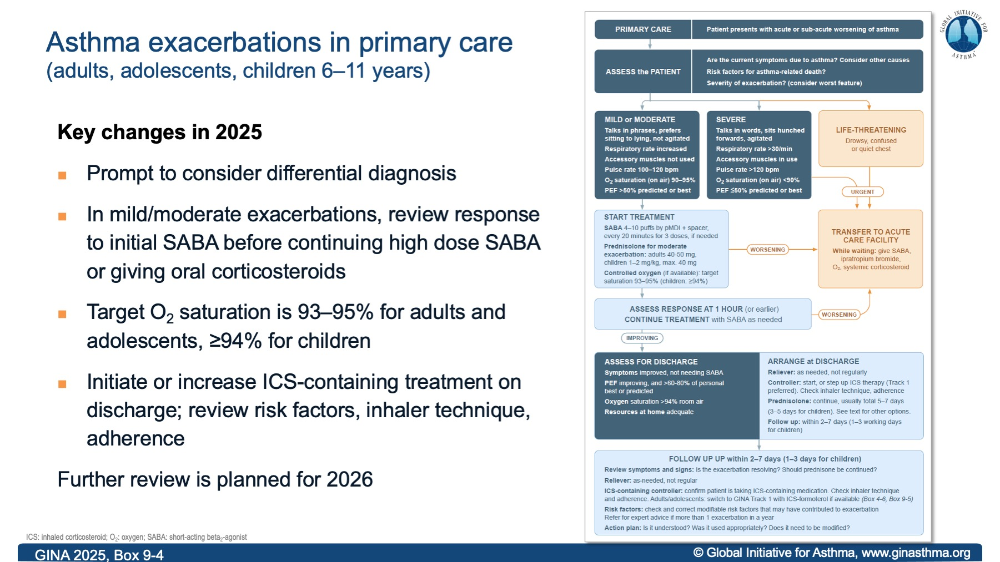 Asthma exacerbations in primary care
(adults, adolescents, children 6–11 years)
Key changes in 2025
Prompt to consider differential diagnosis
In mild/moderate exacerbations, review response
to initial SABA before continuing high dose SABA
or giving oral corticosteroids
Target O2 saturation is 93–95% for adults and
adolescents, ≥94% for children
Initiate or increase ICS-containing treatment on
discharge; review risk factors, inhaler technique,
adherence
Further review is planned for 2026
PRIMARY CARE
Patient presents with acute or sub-acute worsening of asthma
ASSESS the PATIENT
Are the current symptoms due to asthma? Consider other causes
Risk factors for asthma-related death?
Severity of exacerbation? (consider worst feature)
MILD or MODERATE
Talks in phrases, prefers
sitting to lying, not agitated
Respiratory rate increased
Accessory muscles not used
Pulse rate 100–120 bpm
O2 saturation (on air) 90–95%
PEF >50% predicted or best
SEVERE
Talks in words, sits hunched
forwards, agitated
Respiratory rate >30/min
Accessory muscles in use
Pulse rate >120 bpm
O2 saturation (on air) <90%
PEF ≤50% predicted or best
LIFE-THREATENING
Drowsy, confused
or quiet chest
URGENT
START TREATMENT
SABA 4–10 puffs by pMDI + spacer,
every 20 minutes for 3 doses, if needed
Prednisolone for moderate
exacerbation: adults 40-50 mg,
children 1–2 mg/kg, max. 40 mg
Controlled oxygen (if available): target
saturation 93–95% (children: ≥94%)
WORSENING
TRANSFER TO ACUTE
CARE FACILITY
While waiting: give SABA,
ipratropium bromide,
O2, systemic corticosteroid
ASSESS RESPONSE AT 1 HOUR (or earlier)
CONTINUE TREATMENT with SABA as needed
WORSENING
IMPROVING
ASSESS FOR DISCHARGE
Symptoms improved, not needing SABA
PEF improving, and >60-80% of personal
best or predicted
Oxygen saturation >94% room air
Resources at home adequate
ARRANGE at DISCHARGE
Reliever: as needed, not regularly
Controller: start, or step up ICS therapy (Track 1
preferred). Check inhaler technique, adherence
Prednisolone: continue, usually total 5–7 days
(3–5 days for children). See text for other options.
Follow up: within 2–7 days (1–3 working days
for children)
FOLLOW UP UP within 2–7 days (1–3 days for children)
Review symptoms and signs: Is the exacerbation resolving? Should prednisone be continued?
Reliever: as-needed, not regular
ICS-containing controller: confirm patient is taking ICS-containing medication. Check inhaler technique
and adherence. Adults/adolescents: switch to GINA Track 1 with ICS-formoterol if available (Box 4-6, Box 9-5)
Risk factors: check and correct modifiable risk factors that may have contributed to exacerbation
Refer for expert advice if more than 1 exacerbation in a year
Action plan: Is it understood? Was it used appropriately? Does it need to be modified?
GLOBAL INITIATIVE FOR
ASTHMA
ICS: inhaled corticosteroid; O2: oxygen; SABA: short-acting beta2-agonist
GINA 2025, Box 9-4
© Global Initiative for Asthma, www.ginasthma.org